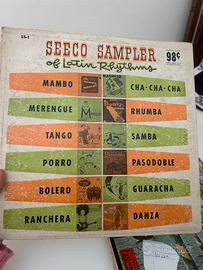 SS-1
SEECO SAMPLER
98¢
of Latin Rhythms
MAMBO CHA·CHA·CHA
MERENGUE RHUMBA
TANGO SAMBA
PORRO PASODOBLE
BOLERO GUARACHA
RANCHERA DANZA